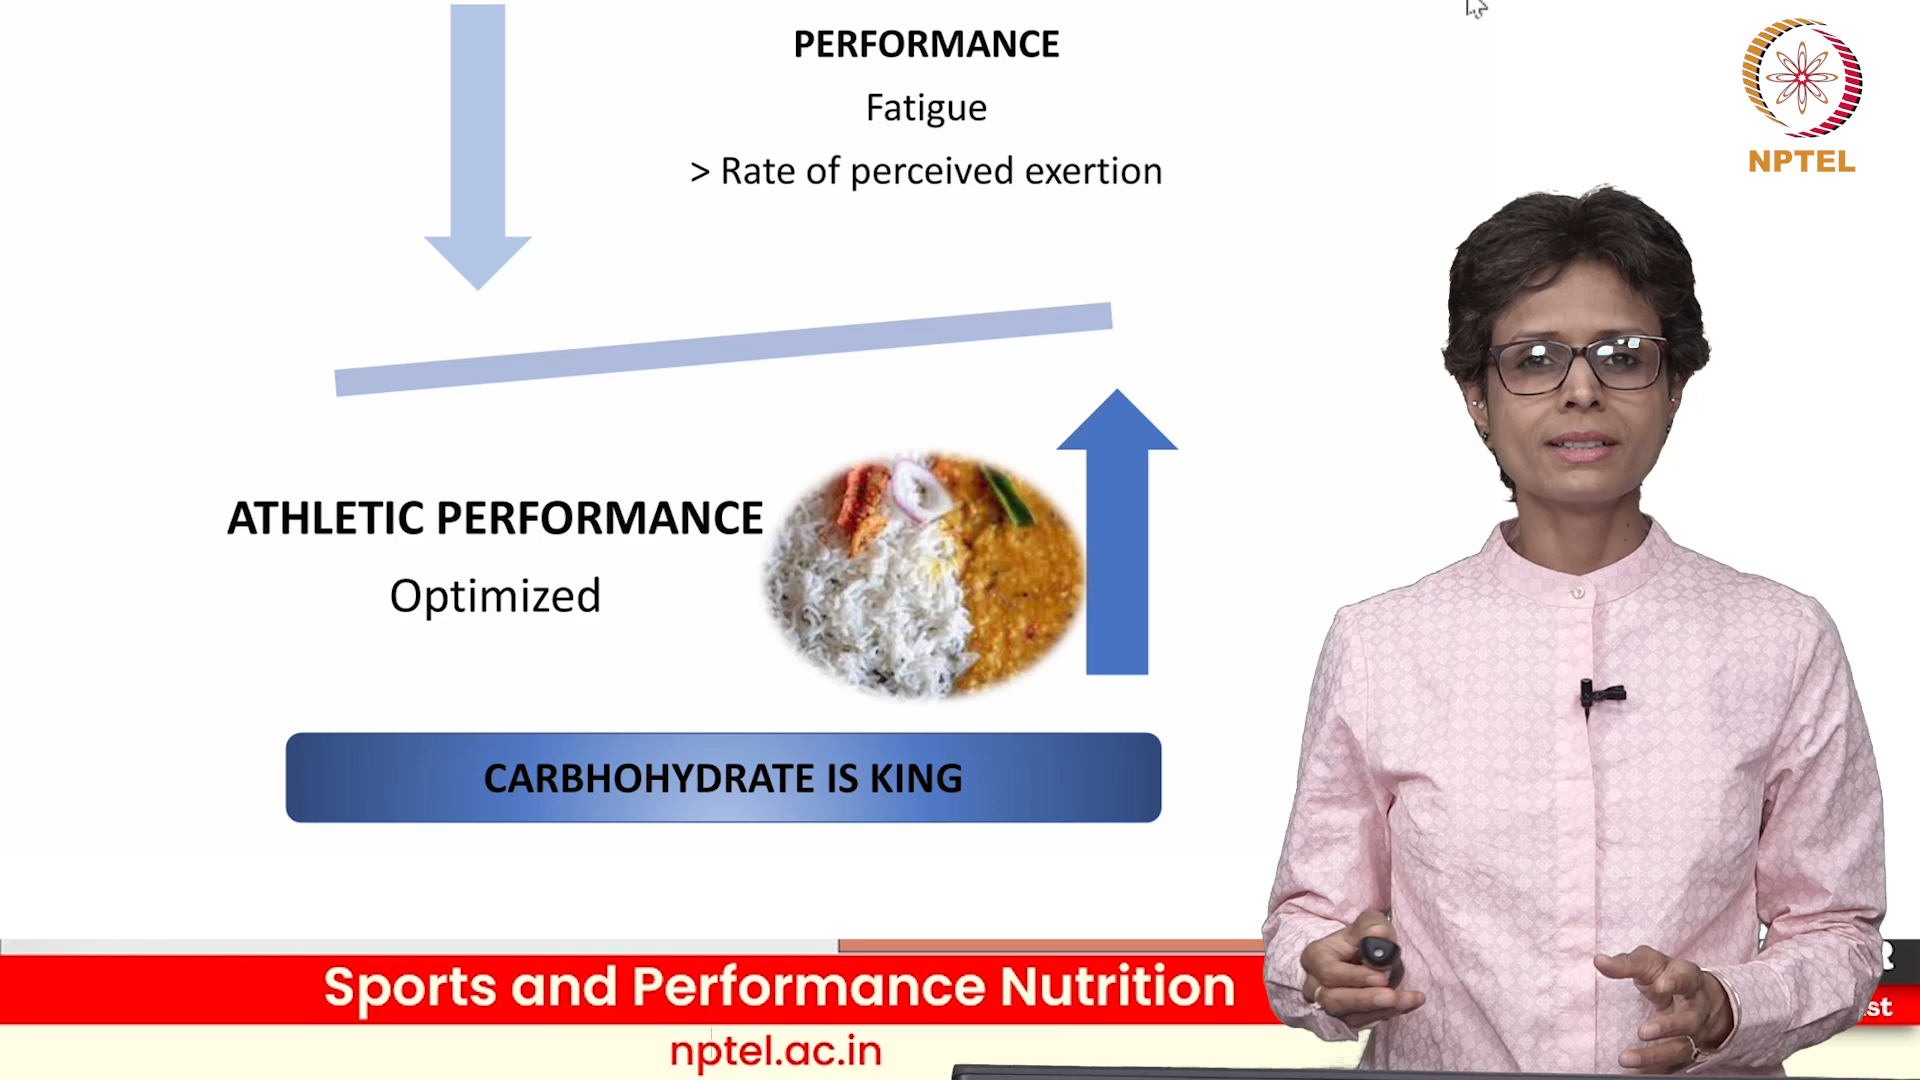 PERFORMANCE
Fatigue
> Rate of perceived exertion
NPTEL
ATHLETIC PERFORMANCE
Optimized
CARBHOHYDRATE IS KING
Sports and Performance Nutrition
nptel.ac.in